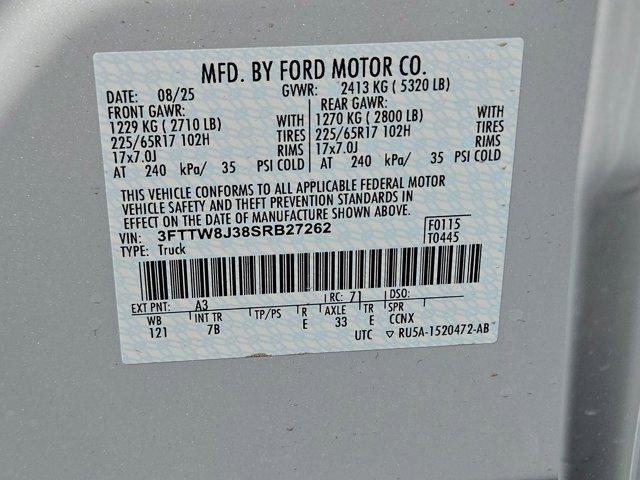 MFD. BY FORD MOTOR CO.
DATE: 08/25 GVWR: 2413 KG ( 5320 LB)
FRONT GAWR: REAR GAWR:
1229 KG ( 2710 LB) WITH 1270 KG ( 2800 LB) WITH
225/65R17 102H TIRES 225/65R17 102H TIRES
17x7.0J RIMS 17x7.0J RIMS
AT 240 kPa/ 35 PSI COLD AT 240 kPa/ 35 PSI COLD
THIS VEHICLE CONFORMS TO ALL APPLICABLE FEDERAL MOTOR
VEHICLE SAFETY AND THEFT PREVENTION STANDARDS IN
EFFECT ON THE DATE OF MANUFACTURE SHOWN ABOVE.
VIN: 3FTTW8J38SRB27262 F0115
TYPE: Truck T0445
EXT PNT: A3 RC: 71 DSO:
WB INT TR TP/PS R AXLE TR SPR
121 7B E 33 E CCNX
UTC ▽ RU5A-1520472-AB